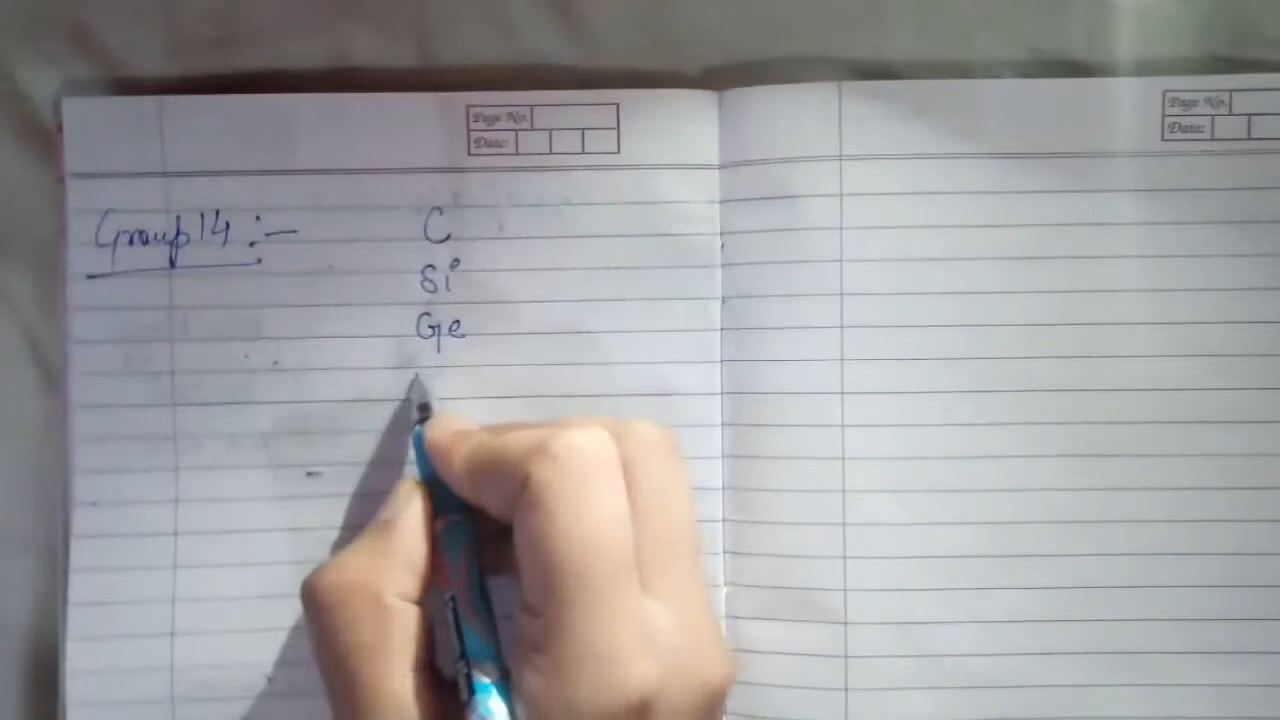 Page No.
Date:
Page No.
Date:
Group 14 :- C
Si
Ge